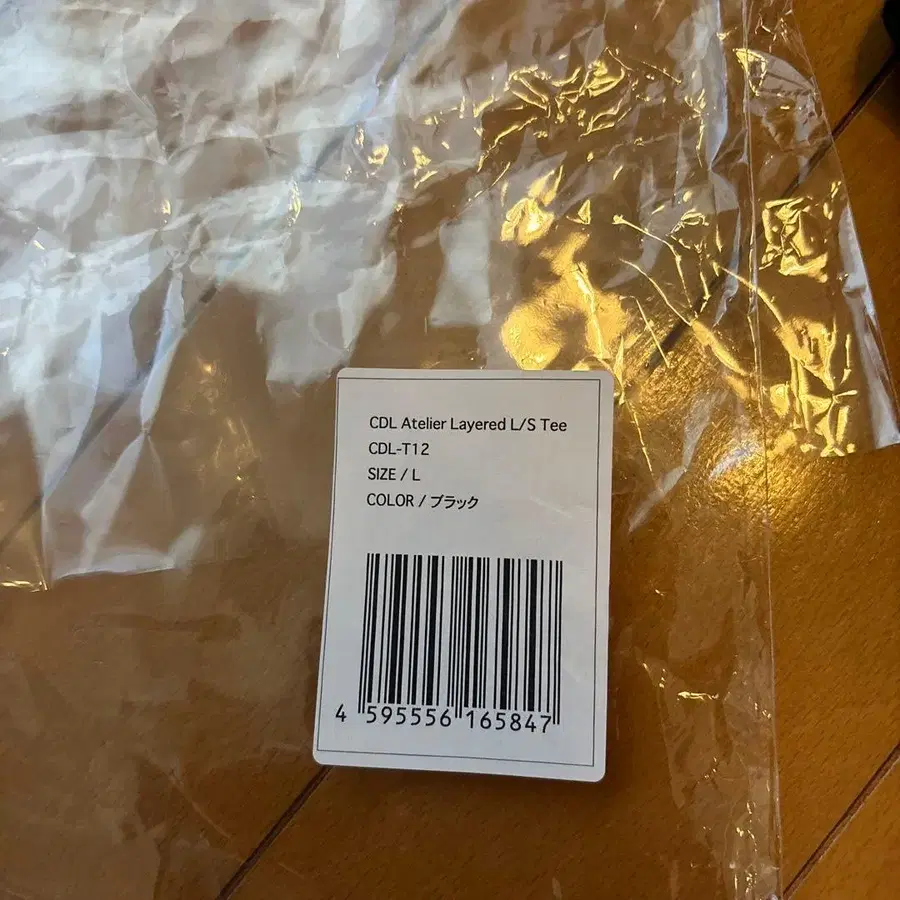 CDL Atelier Layered L/S Tee
CDL-T12
SIZE / L
COLOR / ブラック
4 595556 165847